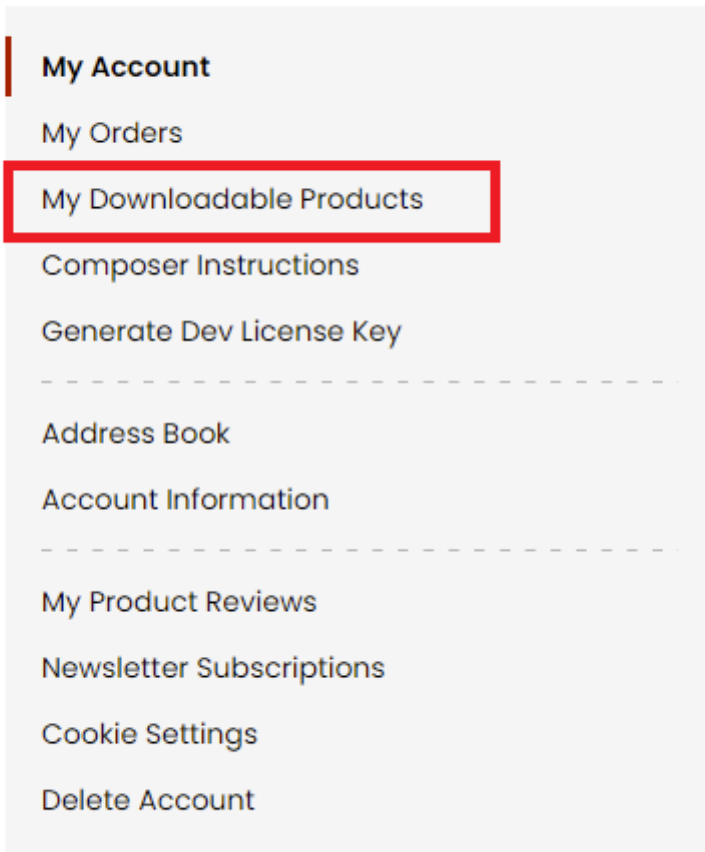 My Account
My Orders
My Downloadable Products
Composer Instructions
Generate Dev License Key
Address Book
Account Information
My Product Reviews
Newsletter Subscriptions
Cookie Settings
Delete Account